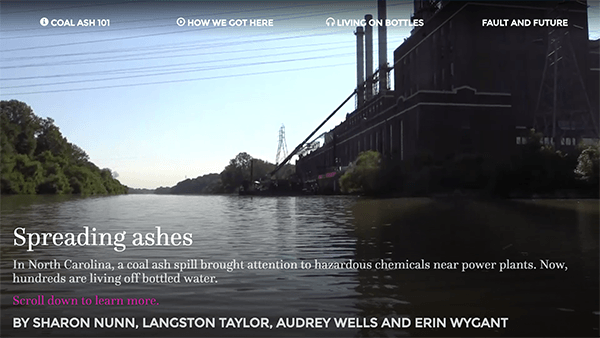 COAL ASH 101 HOW WE GOT HERE LIVING ON BOTTLES FAULT AND FUTURE
Spreading ashes
In North Carolina, a coal ash spill brought attention to hazardous chemicals near power plants. Now,
hundreds are living off bottled water.
Scroll down to learn more.
BY SHARON NUNN, LANGSTON TAYLOR, AUDREY WELLS AND ERIN WYGANT